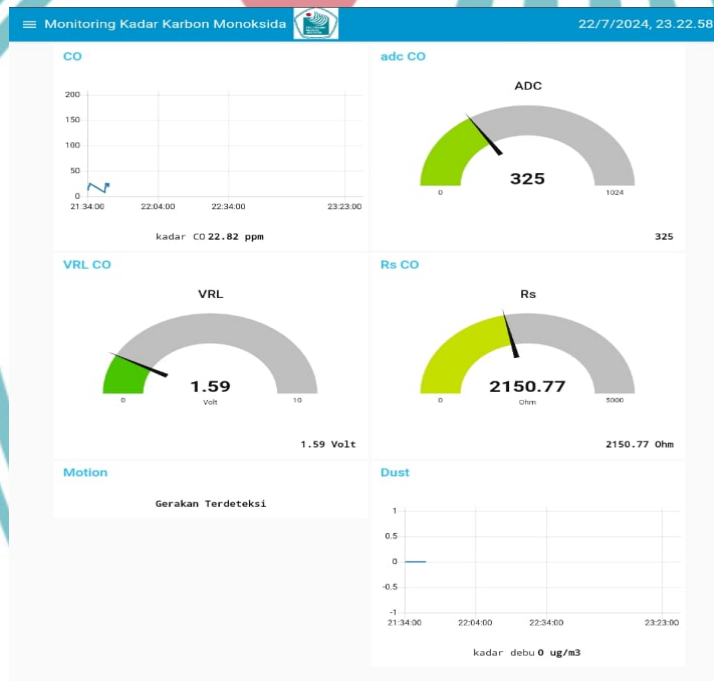 Monitoring Kadar Karbon Monoksida
22/7/2024, 23.22.58
CO
200
150
100
50
0
21:34:00 22:04:00 22:34:00 23:23:00
kadar CO 22.82 ppm
adc CO
ADC
325
0 1024
325
VRL CO
VRL
1.59
Volt
0 10
1.59 Volt
Rs CO
Rs
2150.77
Ohm
0 5000
2150.77 Ohm
Motion
Gerakan Terdeteksi
Dust
1
0.5
0
-0.5
-1
21:34:00 22:04:00 22:34:00 23:23:00
kadar debu 0 ug/m3